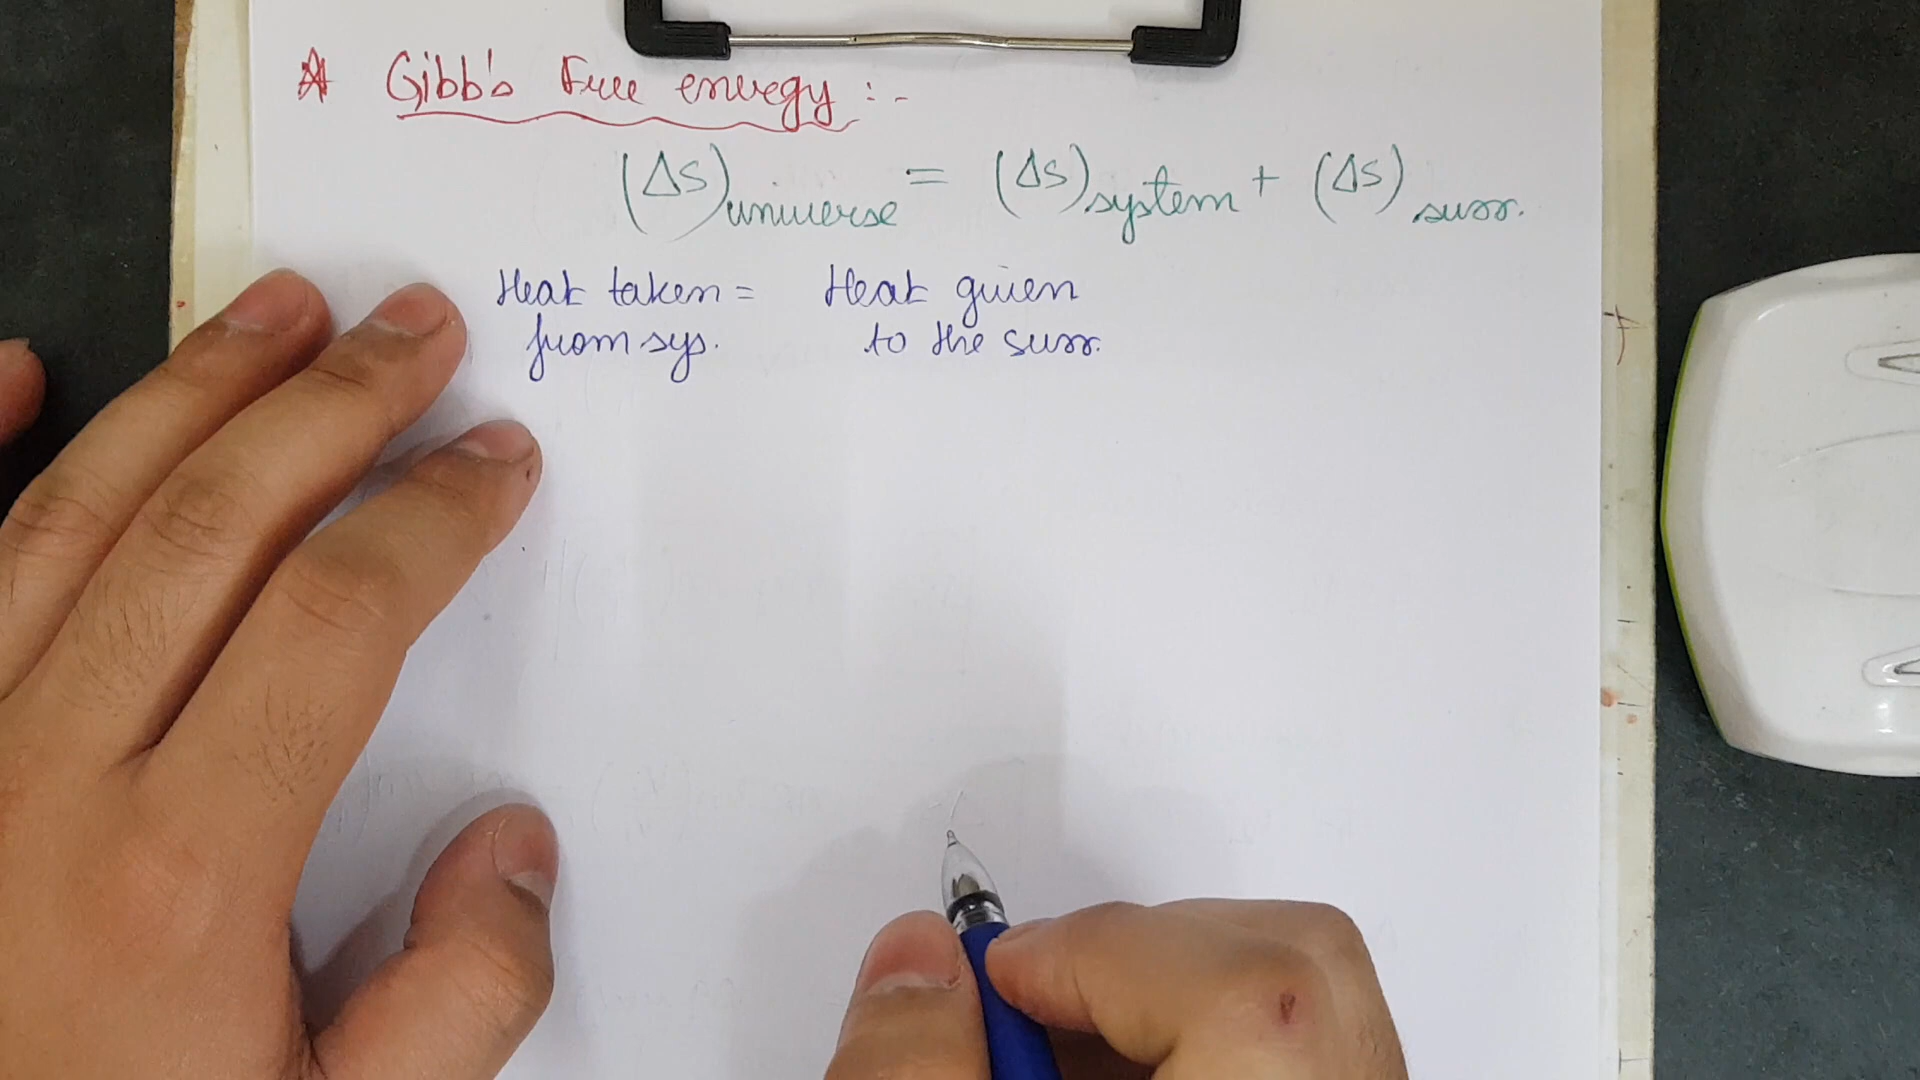 * Gibb's Free energy :-
(ΔS)universe = (ΔS)system + (ΔS) surr.
Heat taken = Heat given
from sys. to the surr.